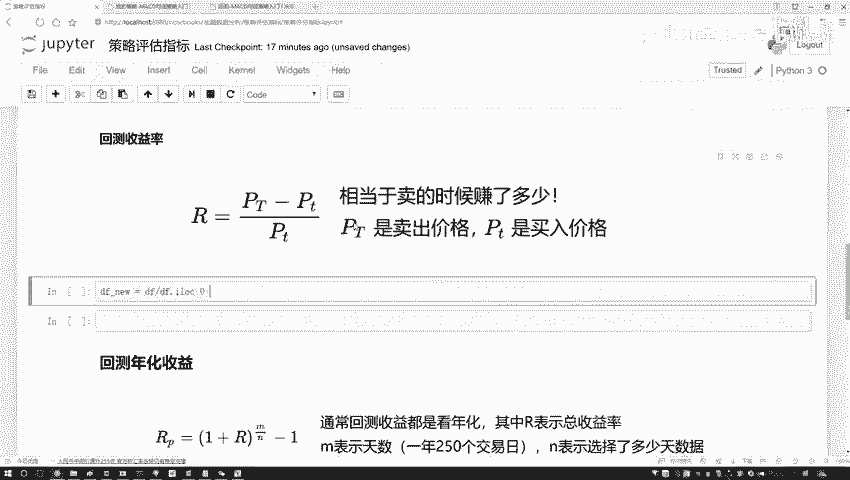 策略评估指标
jupyter 策略评估指标 Last Checkpoint: 17 minutes ago (unsaved changes)
Logout
File Edit View Insert Cell Kernel Widgets Help
Trusted Python 3
Code
回测收益率
R = \frac{P_T - P_t}{P_t}
相当于卖的时候赚了多少!
P_T 是卖出价格, P_t 是买入价格
In [ ]: df_new = df/df.iloc 0
In [ ]:
回测年化收益
R_p = (1 + R)^{\frac{m}{n}} - 1
通常回测收益都是看年化,其中R表示总收益率
m表示天数(一年250个交易日),n表示选择了多少天数据